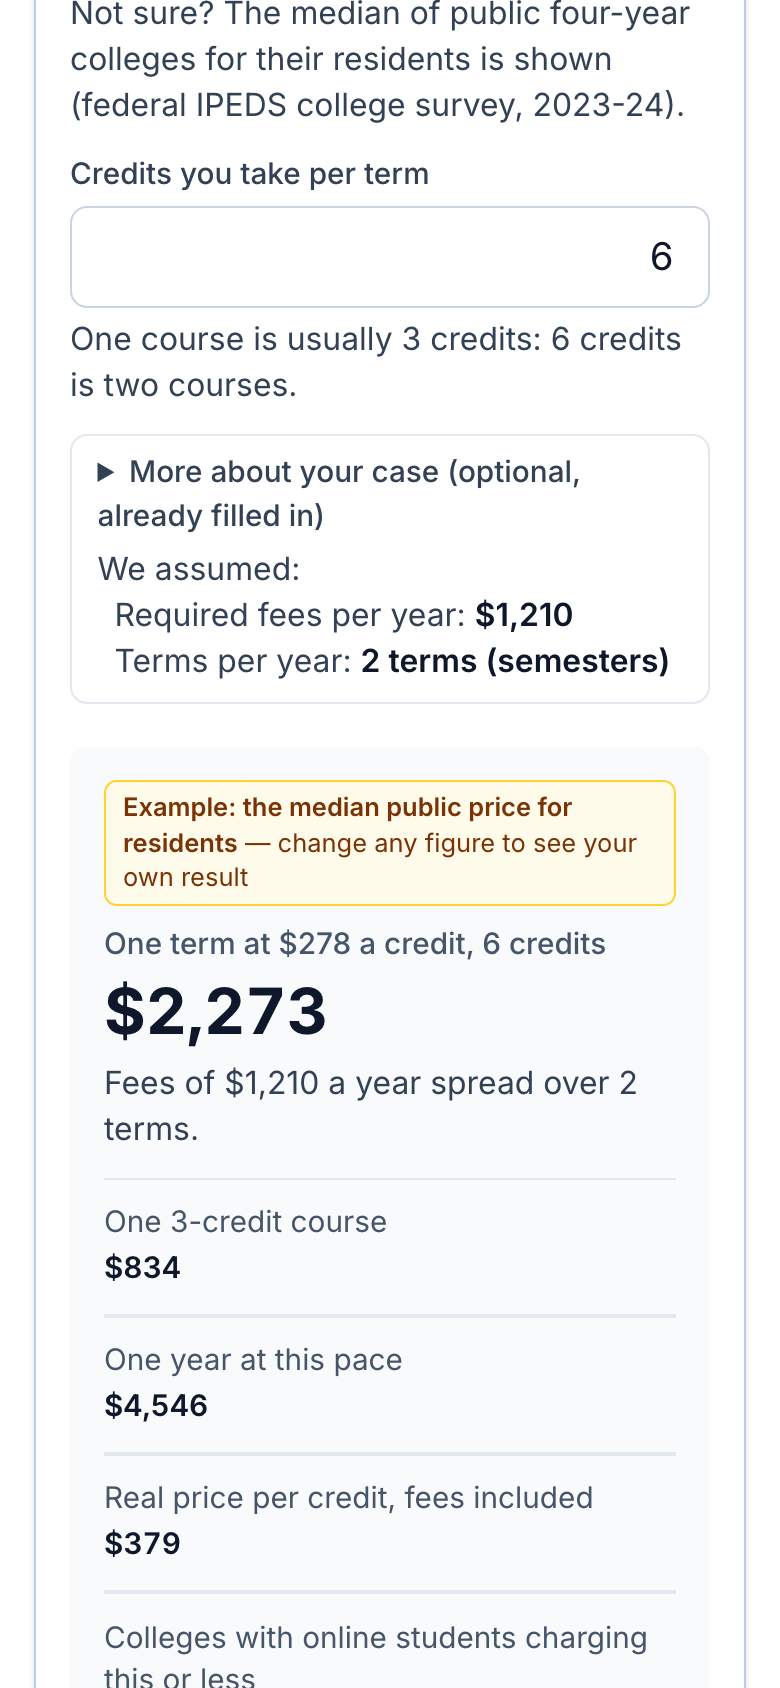 Not sure? The median of public four-year
colleges for their residents is shown
(federal IPEDS college survey, 2023-24).
Credits you take per term
6
One course is usually 3 credits: 6 credits
is two courses.
▶ More about your case (optional,
already filled in)
We assumed:
Required fees per year: $1,210
Terms per year: 2 terms (semesters)
Example: the median public price for
residents — change any figure to see your
own result
One term at $278 a credit, 6 credits
$2,273
Fees of $1,210 a year spread over 2
terms.
One 3-credit course
$834
One year at this pace
$4,546
Real price per credit, fees included
$379
Colleges with online students charging
this or less